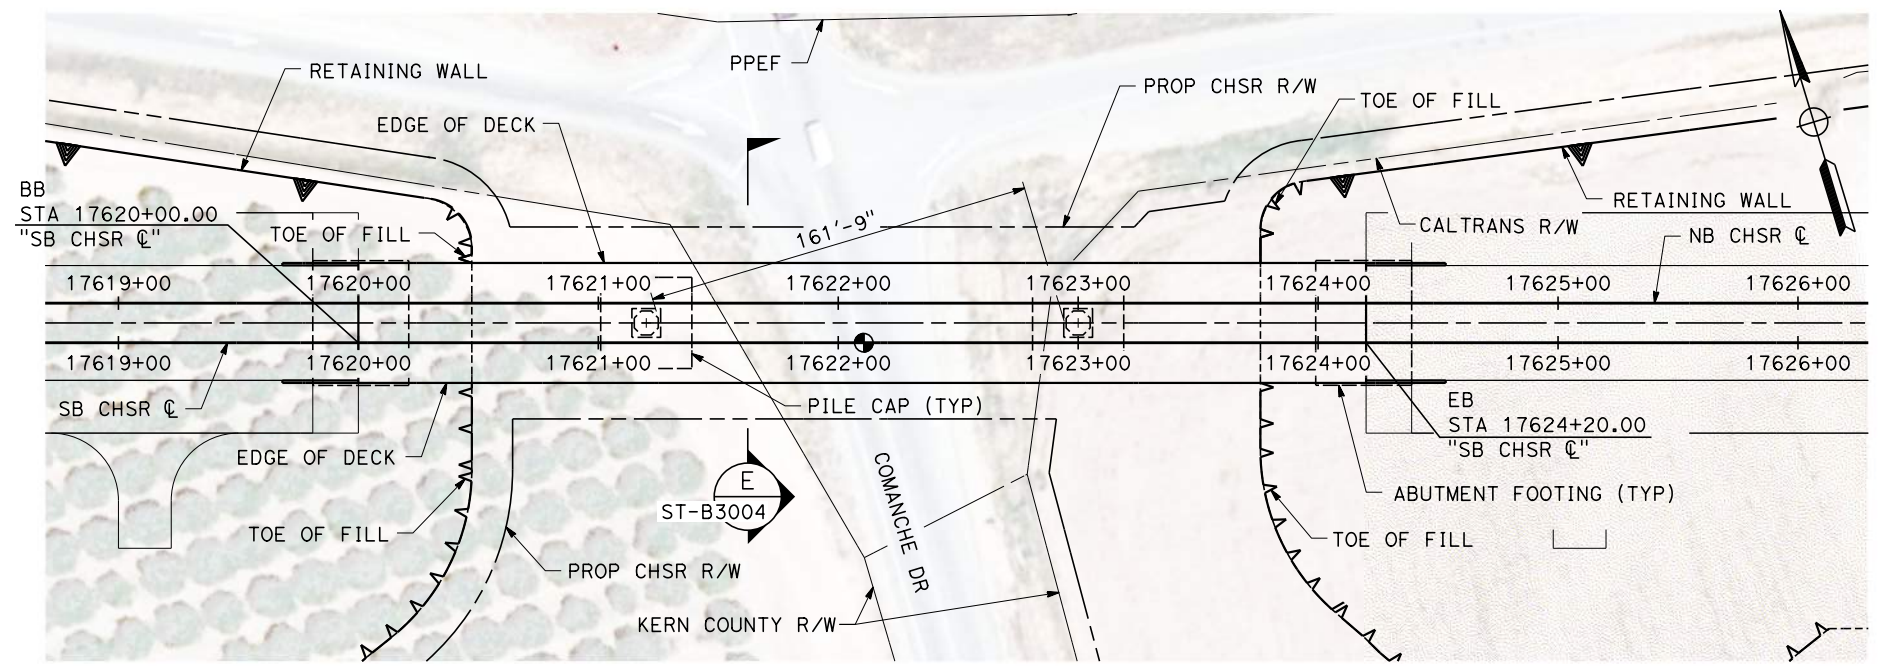 PPEF
RETAINING WALL
PROP CHSR R/W
TOE OF FILL
EDGE OF DECK
BB
STA 17620+00.00
"SB CHSR ℄"
TOE OF FILL
161'-9"
RETAINING WALL
CALTRANS R/W
NB CHSR ℄
17619+00 17620+00 17621+00 17622+00 17623+00 17624+00 17625+00 17626+00
17619+00 17620+00 17621+00 17622+00 17623+00 17624+00 17625+00 17626+00
SB CHSR ℄
PILE CAP (TYP)
EB
STA 17624+20.00
"SB CHSR ℄"
EDGE OF DECK
E
ST-B3004
COMANCHE DR
ABUTMENT FOOTING (TYP)
TOE OF FILL
TOE OF FILL
PROP CHSR R/W
KERN COUNTY R/W